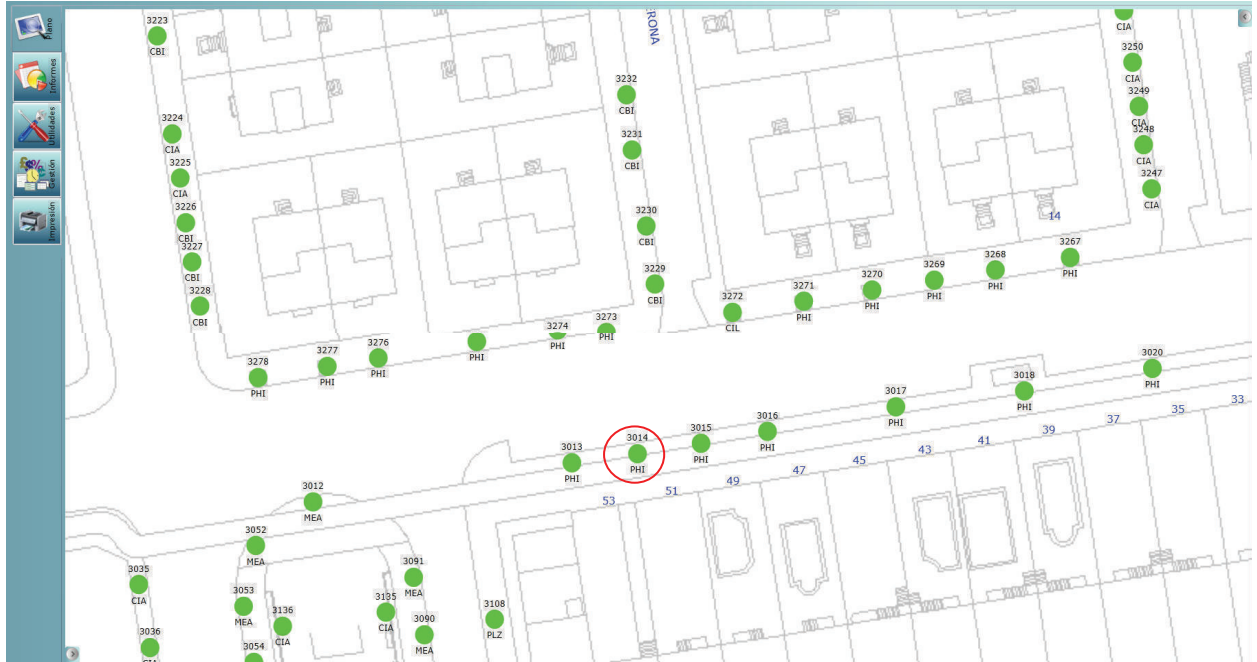 Plano
Informes
Utilidades
Gestión
Impresión
ERONA
3223
CBI
3224
CIA
3225
CIA
3226
CBI
3227
CBI
3228
CBI
3232
CBI
3231
CBI
3230
CBI
3229
CBI
CIA
3250
CIA
3249
CIA
3248
CIA
3247
CIA
14
3267
PHI
3268
PHI
3269
PHI
3270
PHI
3271
PHI
3272
CIL
3273
PHI
3274
PHI
PHI
3276
PHI
3277
PHI
3278
PHI
3020
PHI
3018
PHI
3017
PHI
3016
PHI
3015
PHI
3014
PHI
3013
PHI
3012
MEA
33
35
37
39
41
43
45
47
49
51
53
3052
MEA
3035
CIA
3036
CIA
3053
MEA
3054
3136
CIA
3135
CIA
3091
MEA
3090
MEA
3108
PLZ